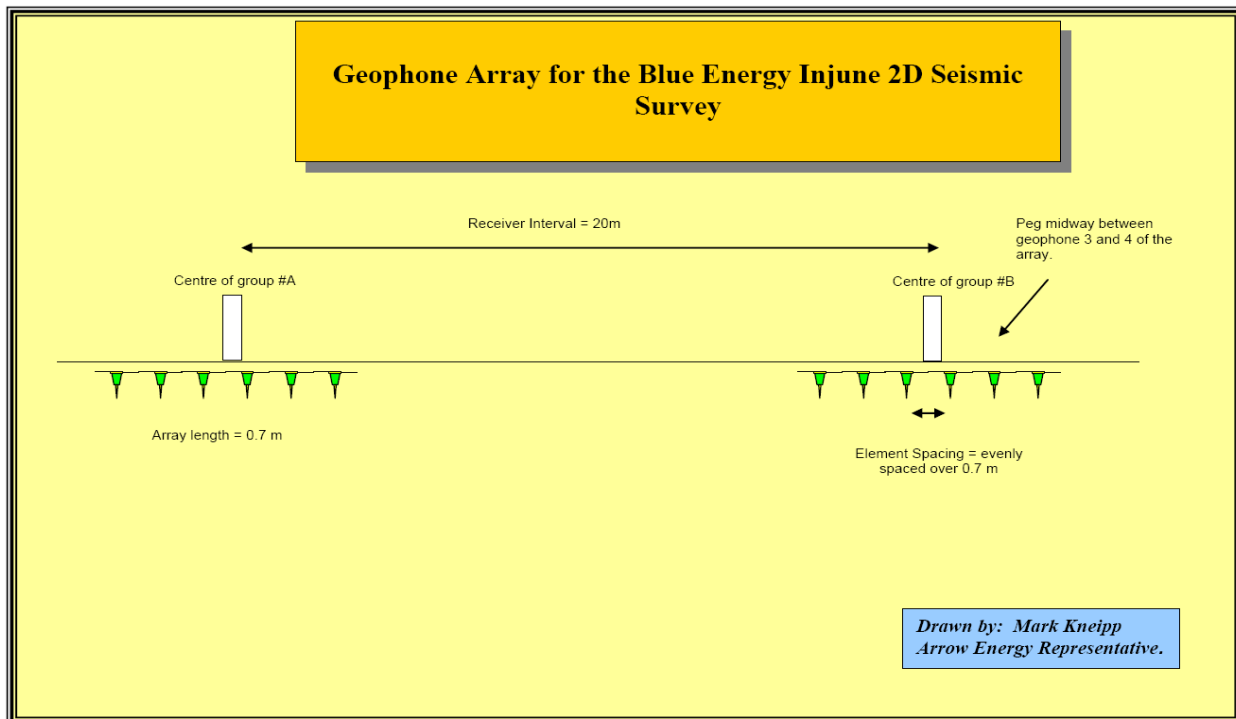 Geophone Array for the Blue Energy Injune 2D Seismic
Survey
Receiver Interval = 20m
Peg midway between
geophone 3 and 4 of the
array.
Centre of group #A
Centre of group #B
Array length = 0.7 m
Element Spacing = evenly
spaced over 0.7 m
Drawn by:  Mark Kneipp
Arrow Energy Representative.